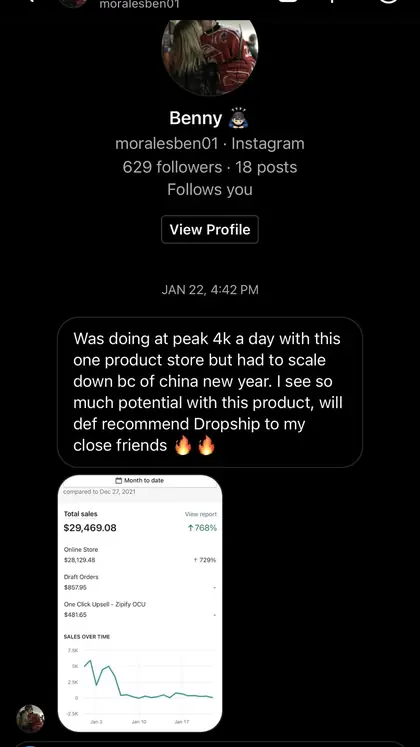 moralesben01
Benny
moralesben01 · Instagram
629 followers · 18 posts
Follows you
View Profile
JAN 22, 4:42 PM
Was doing at peak 4k a day with this
one product store but had to scale
down bc of china new year. I see so
much potential with this product, will
def recommend Dropship to my
close friends 🔥🔥
Month to date
compared to Dec 27, 2021
Total sales View report
$29,469.08 ↑768%
Online Store
$28,129.48 ↑ 729%
Draft Orders
$857.95 -
One Click Upsell - Zipify OCU
$481.65 -
SALES OVER TIME
7.5K
5K
2.5K
0
-2.5K
Jan 3 Jan 10 Jan 17